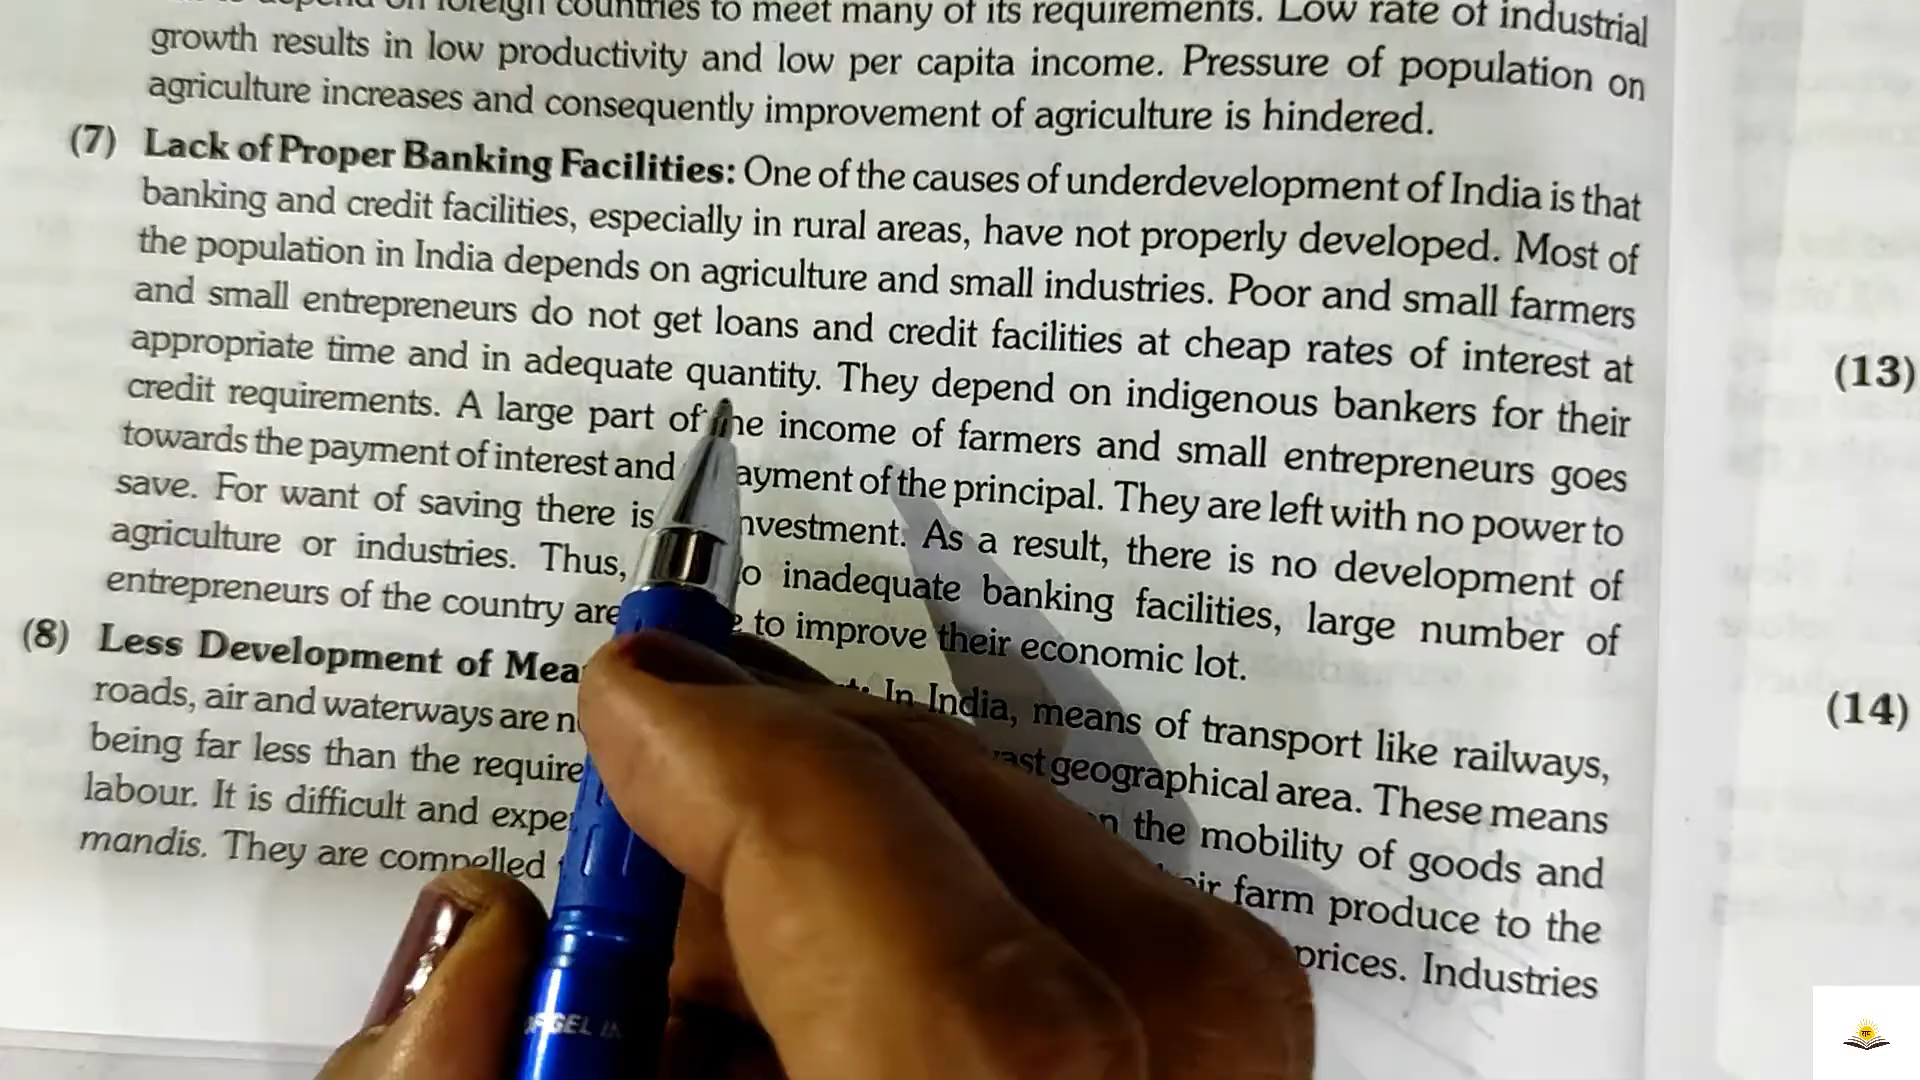 to depend on foreign countries to meet many of its requirements. Low rate of industrial
growth results in low productivity and low per capita income. Pressure of population on
agriculture increases and consequently improvement of agriculture is hindered.
(7) Lack of Proper Banking Facilities: One of the causes of underdevelopment of India is that
banking and credit facilities, especially in rural areas, have not properly developed. Most of
the population in India depends on agriculture and small industries. Poor and small farmers
and small entrepreneurs do not get loans and credit facilities at cheap rates of interest at
appropriate time and in adequate quantity. They depend on indigenous bankers for their
credit requirements. A large part of the income of farmers and small entrepreneurs goes
towards the payment of interest and payment of the principal. They are left with no power to
save. For want of saving there is investment. As a result, there is no development of
agriculture or industries. Thus, to inadequate banking facilities, large number of
entrepreneurs of the country are to improve their economic lot.
(8) Less Development of In India, means of transport like railways,
roads, air and waterways are vast geographical area. These means
being far less than the on the mobility of goods and
labour. It is difficult and their farm produce to the
mandis. They are compelled prices. Industries
(13)
(14)
GEL